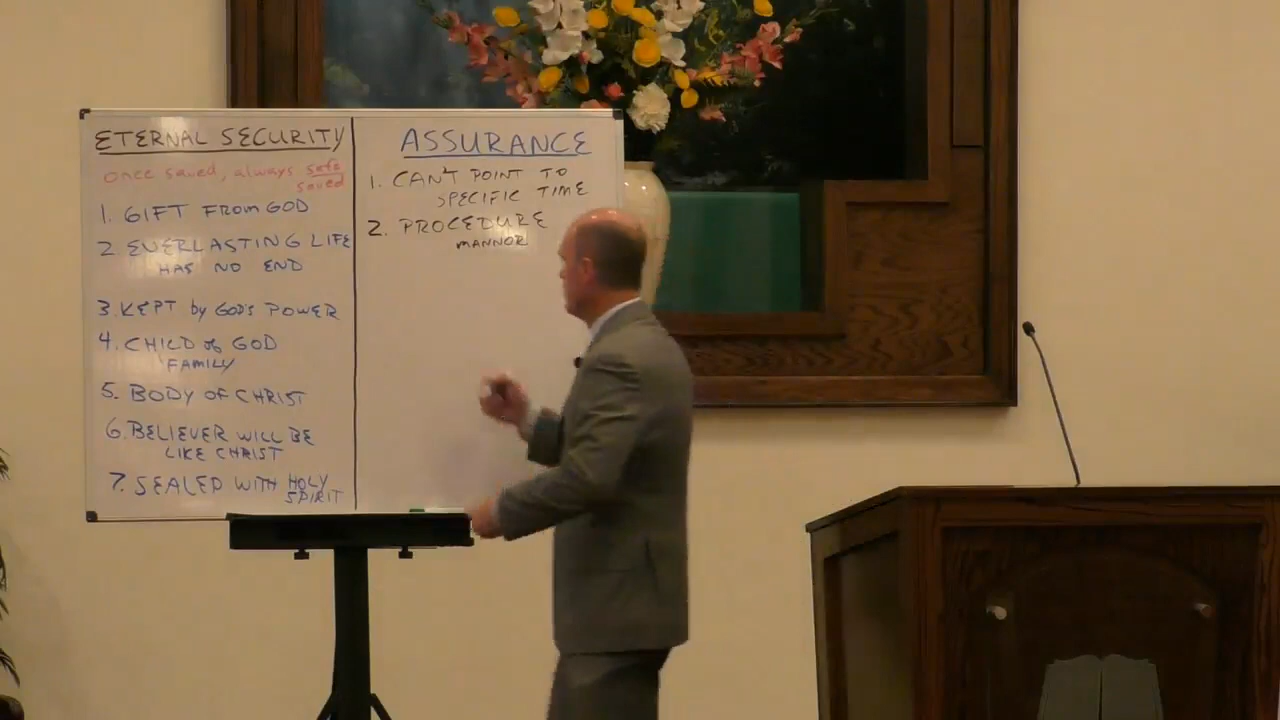 ETERNAL SECURITY
once saved, always safe
saved
1. GIFT FROM GOD
2 EVERLASTING LIFE
HAS NO END
3. KEPT by GOD'S POWER
4. CHILD of GOD
FAMILY
5. BODY OF CHRIST
6. BELIEVER WILL BE
LIKE CHRIST
7. SEALED WITH HOLY
SPIRIT
ASSURANCE
1. CAN'T POINT TO
SPECIFIC TIME
2. PROCEDURE
MANNOR